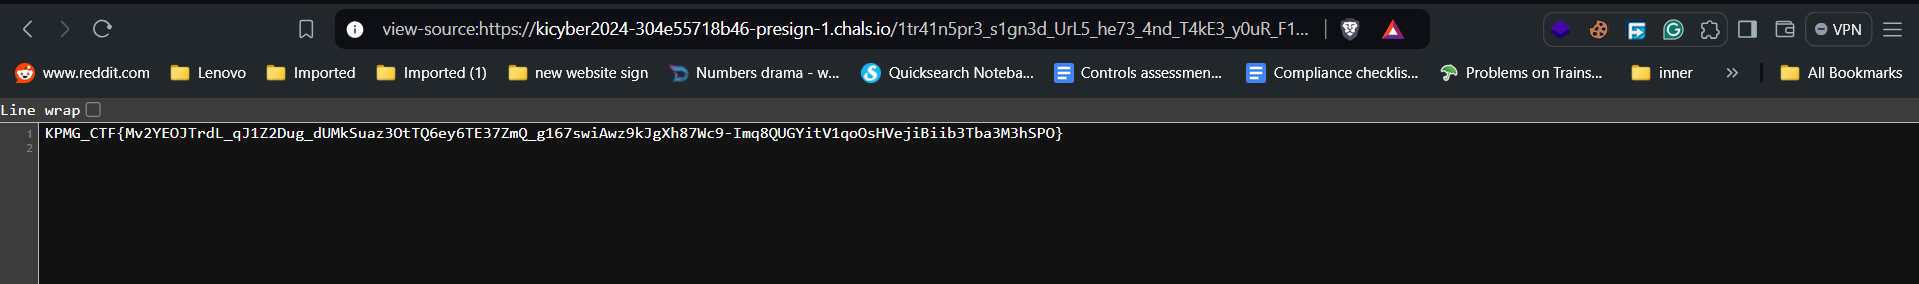 view-source:https://kicyber2024-304e55718b46-presign-1.chals.io/1tr41n5pr3_s1gn3d_UrL5_he73_4nd_T4kE3_y0uR_F1... VPN
www.reddit.com Lenovo Imported Imported (1) new website sign Numbers drama - w... Quicksearch Noteba... Controls assessmen... Compliance checklis... Problems on Trains... inner » All Bookmarks
Line wrap
1 KPMG_CTF{Mv2YEOJTrdL_qJ1Z2Dug_dUMkSuaz3OtTQ6ey6TE37ZmQ_g167swiAwz9kJgXh87Wc9-Imq8QUGYitV1qoOsHVejiBiib3Tba3M3hSPO}
2